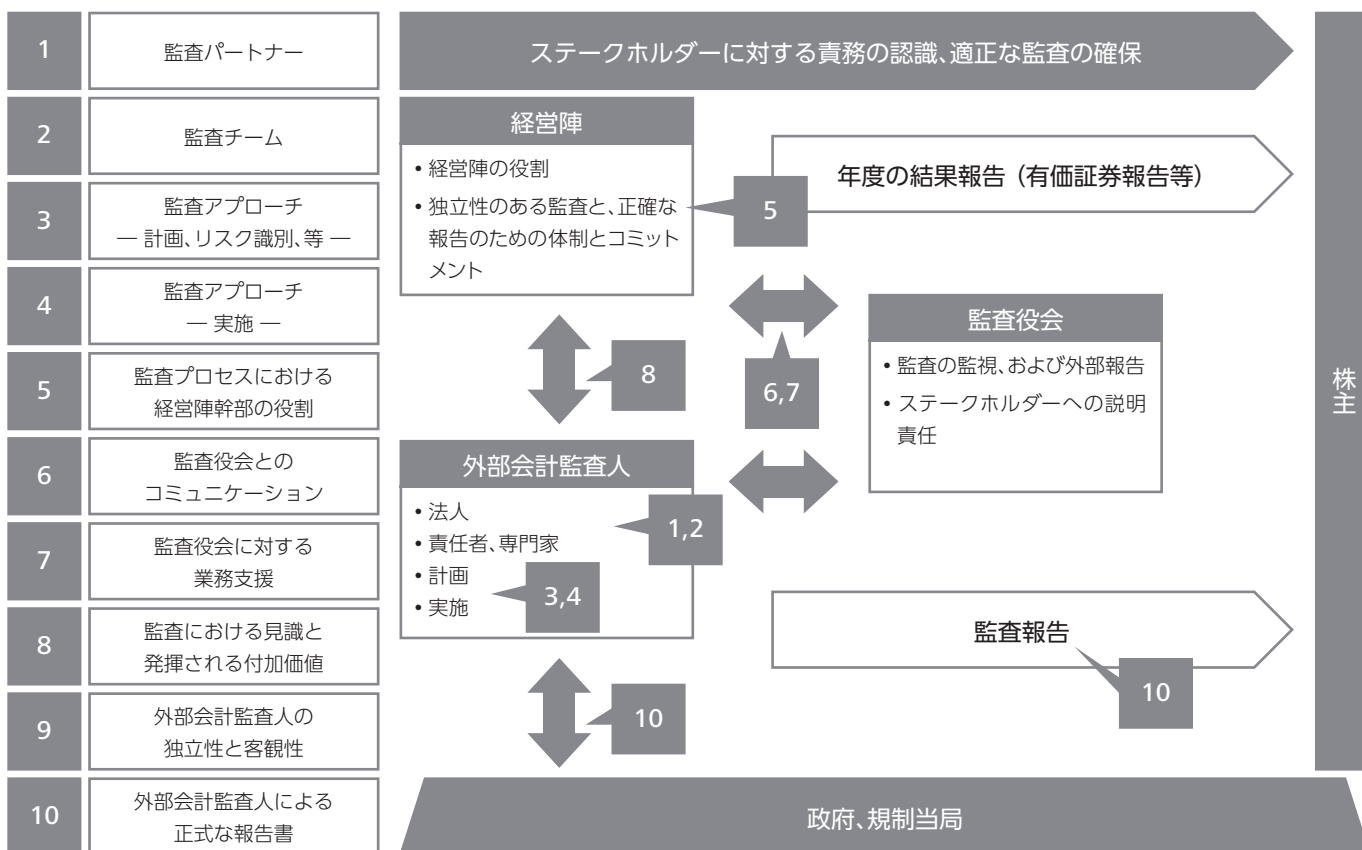 1
監査パートナー
2
監査チーム
3
監査アプローチ
― 計画、リスク識別、等 ―
4
監査アプローチ
― 実施 ―
5
監査プロセスにおける
経営陣幹部の役割
6
監査役会との
コミュニケーション
7
監査役会に対する
業務支援
8
監査における見識と
発揮される付加価値
9
外部会計監査人の
独立性と客観性
10
外部会計監査人による
正式な報告書
ステークホルダーに対する責務の認識、適正な監査の確保
経営陣
• 経営陣の役割
• 独立性のある監査と、正確な
報告のための体制とコミット
メント
5
年度の結果報告（有価証券報告等）
8
6,7
監査役会
• 監査の監視、および外部報告
• ステークホルダーへの説明
責任
外部会計監査人
• 法人
• 責任者、専門家
• 計画
• 実施
1,2
3,4
監査報告
10
10
政府、規制当局
株主